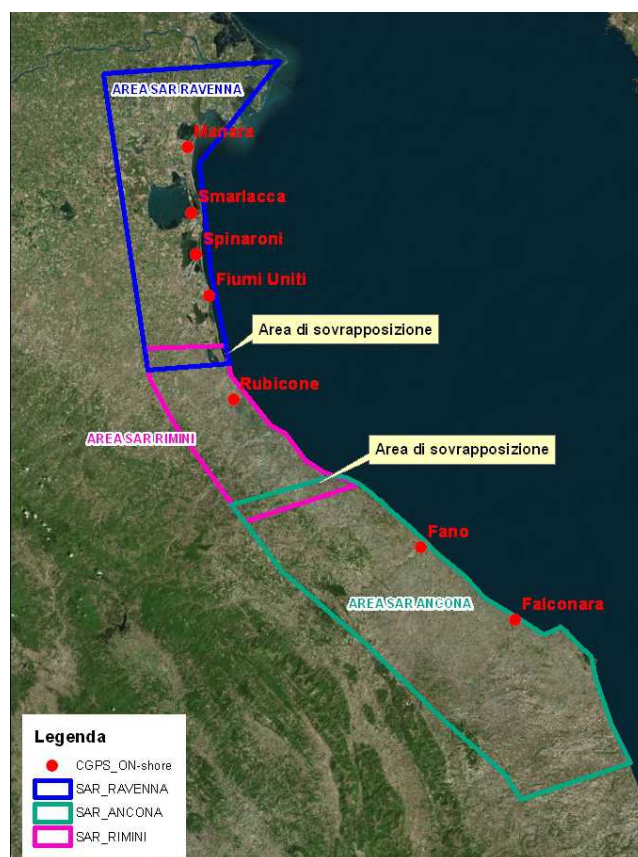 AREA SAR RAVENNA
Manara
Smarlacca
Spinaroni
Fiumi Uniti
Area di sovrapposizione
Rubicone
AREA SAR RIMINI
Area di sovrapposizione
Fano
AREA SAR ANCONA
Falconara
Legenda
CGPS_ON-shore
SAR_RAVENNA
SAR_ANCONA
SAR_RIMINI